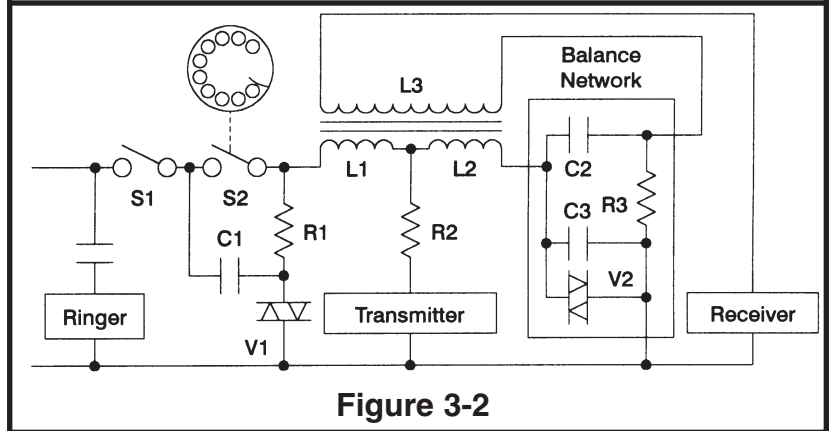 Balance
Network
L3
L1
L2
C2
S1
S2
R1
R2
C3
R3
C1
V2
Ringer
Transmitter
Receiver
V1
Figure 3-2